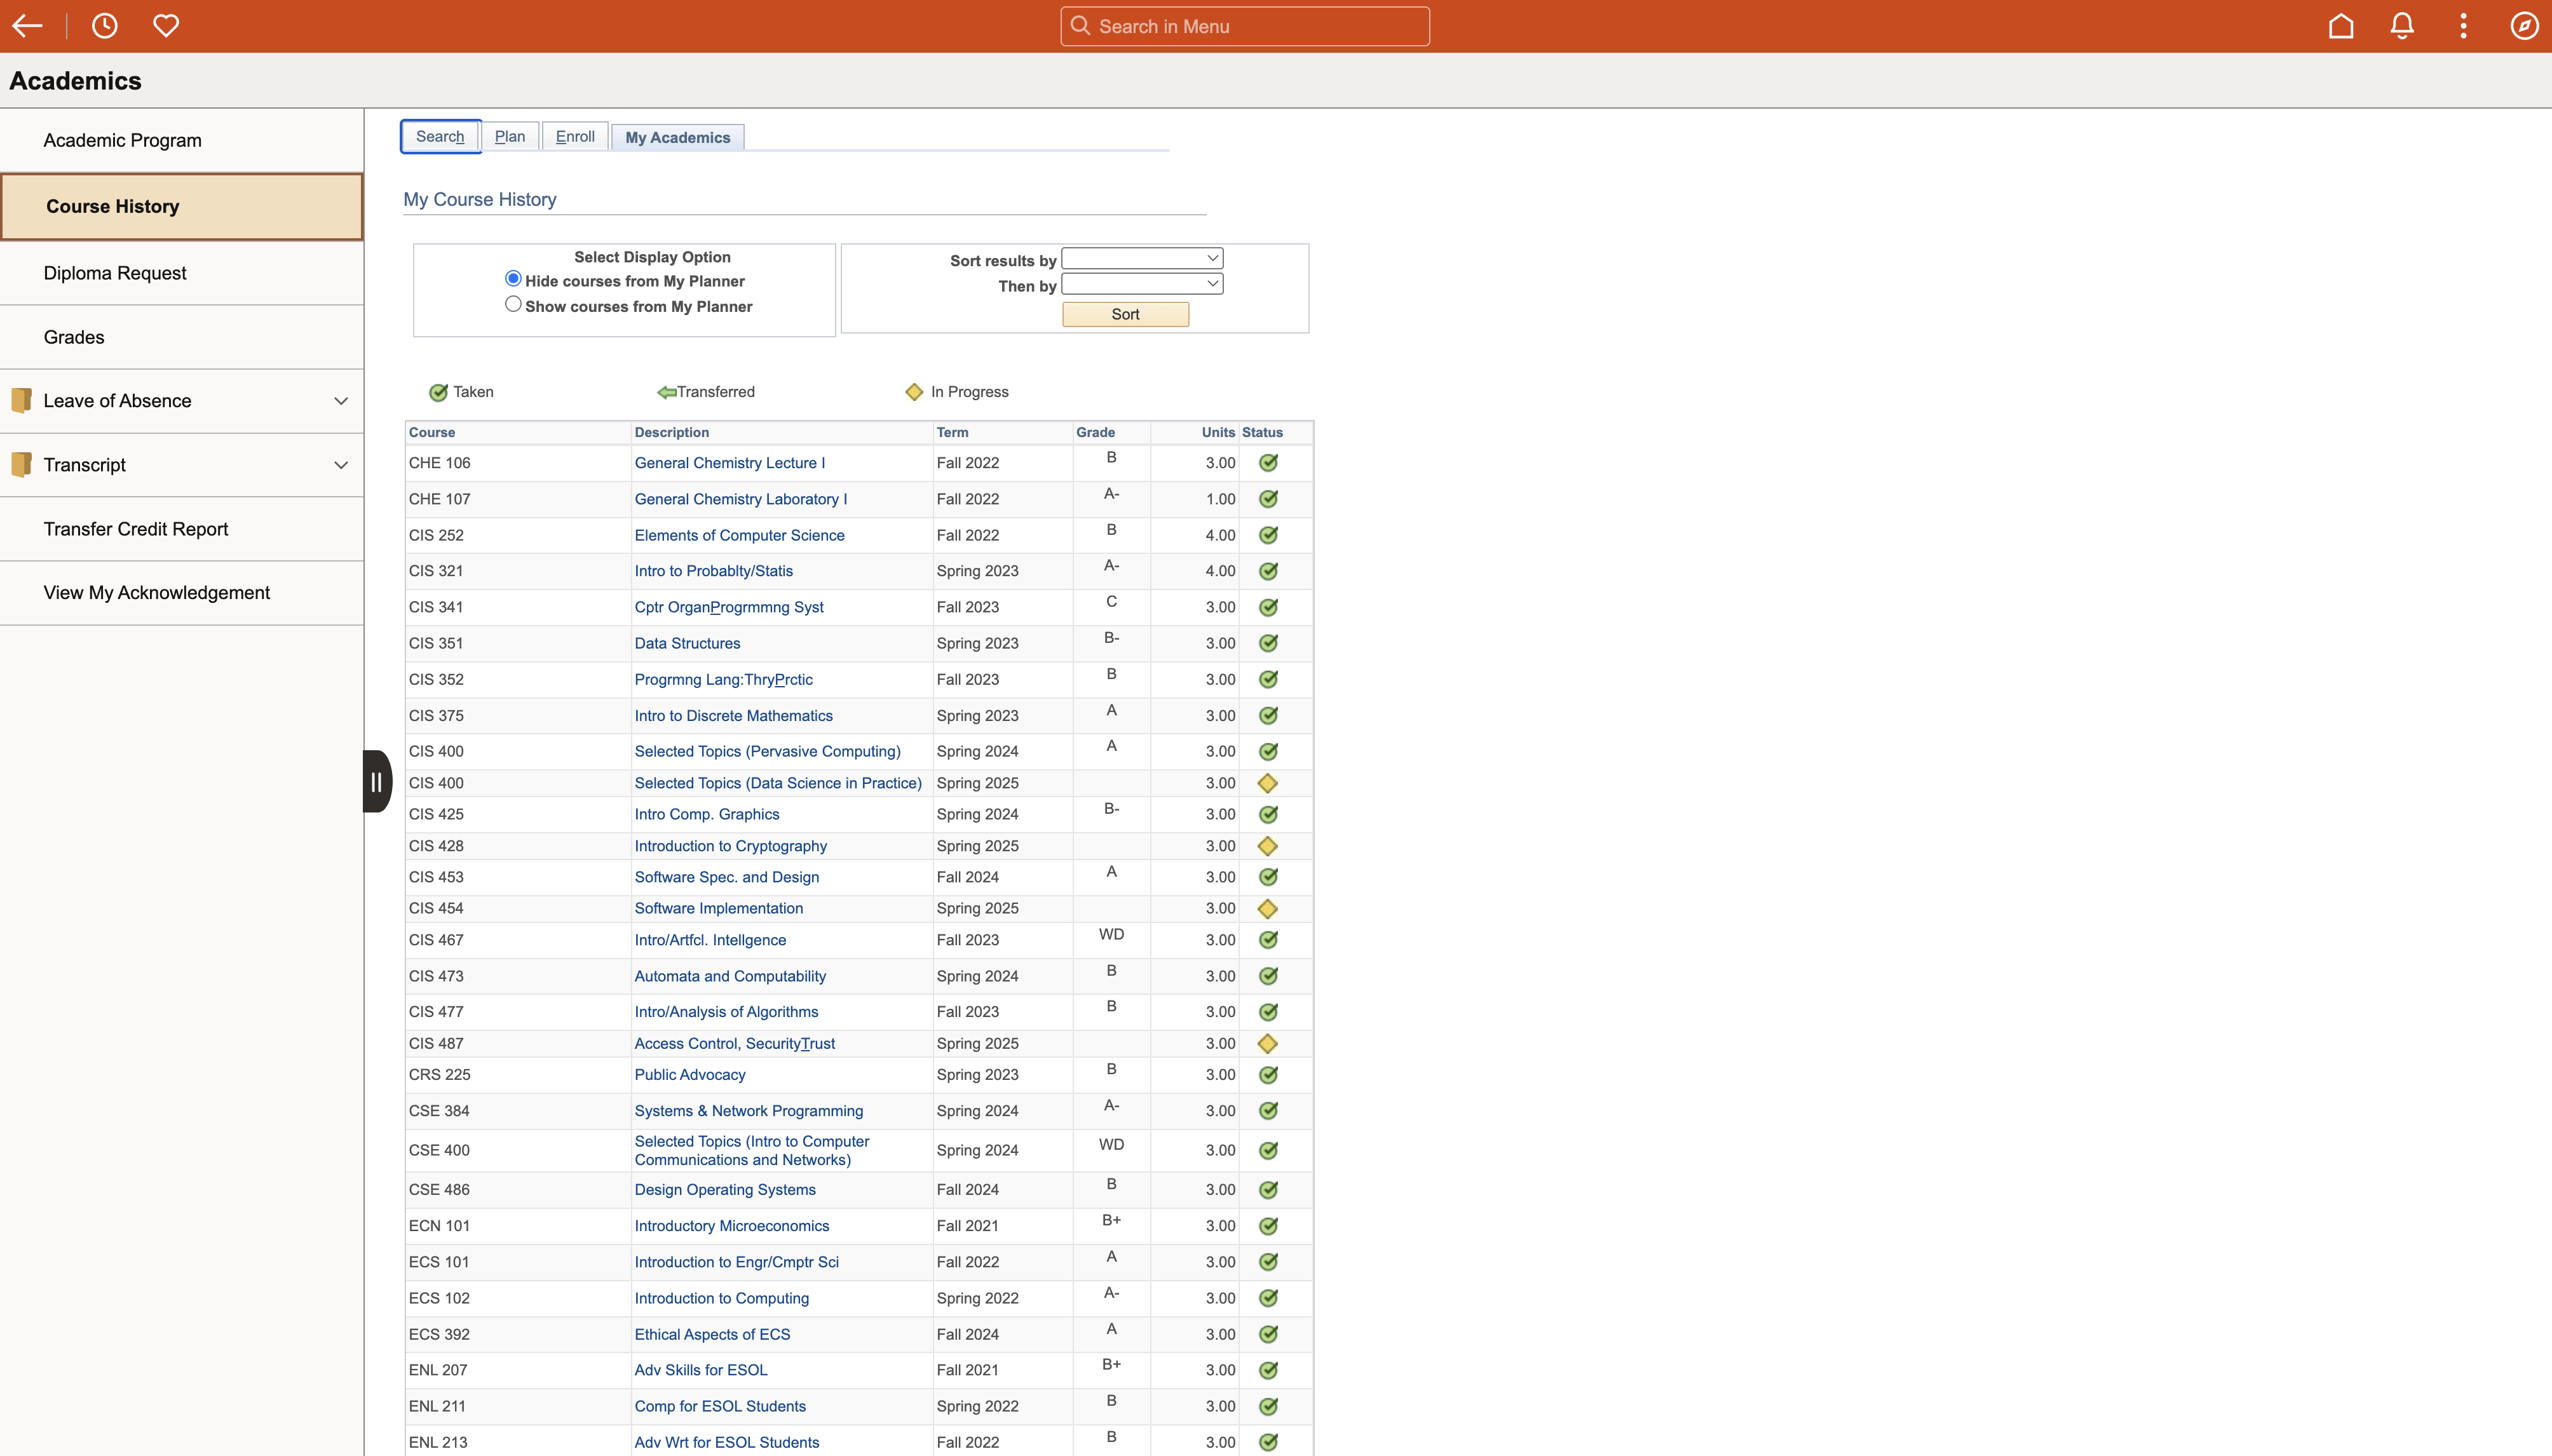 Search in Menu
Academics
Academic Program
Course History
Diploma Request
Grades
Leave of Absence
Transcript
Transfer Credit Report
View My Acknowledgement
Search Plan Enroll My Academics
My Course History
Select Display Option
Hide courses from My Planner
Show courses from My Planner
Sort results by
Then by
Sort
Taken Transferred In Progress
Course Description Term Grade Units Status
CHE 106 General Chemistry Lecture I Fall 2022 B 3.00
CHE 107 General Chemistry Laboratory I Fall 2022 A- 1.00
CIS 252 Elements of Computer Science Fall 2022 B 4.00
CIS 321 Intro to Probablty/Statis Spring 2023 A- 4.00
CIS 341 Cptr OrganProgrmmng Syst Fall 2023 C 3.00
CIS 351 Data Structures Spring 2023 B- 3.00
CIS 352 Progrmng Lang:ThryPrctic Fall 2023 B 3.00
CIS 375 Intro to Discrete Mathematics Spring 2023 A 3.00
CIS 400 Selected Topics (Pervasive Computing) Spring 2024 A 3.00
CIS 400 Selected Topics (Data Science in Practice) Spring 2025 3.00
CIS 425 Intro Comp. Graphics Spring 2024 B- 3.00
CIS 428 Introduction to Cryptography Spring 2025 3.00
CIS 453 Software Spec. and Design Fall 2024 A 3.00
CIS 454 Software Implementation Spring 2025 3.00
CIS 467 Intro/Artfcl. Intellgence Fall 2023 WD 3.00
CIS 473 Automata and Computability Spring 2024 B 3.00
CIS 477 Intro/Analysis of Algorithms Fall 2023 B 3.00
CIS 487 Access Control, SecurityTrust Spring 2025 3.00
CRS 225 Public Advocacy Spring 2023 B 3.00
CSE 384 Systems & Network Programming Spring 2024 A- 3.00
CSE 400 Selected Topics (Intro to Computer Communications and Networks) Spring 2024 WD 3.00
CSE 486 Design Operating Systems Fall 2024 B 3.00
ECN 101 Introductory Microeconomics Fall 2021 B+ 3.00
ECS 101 Introduction to Engr/Cmptr Sci Fall 2022 A 3.00
ECS 102 Introduction to Computing Spring 2022 A- 3.00
ECS 392 Ethical Aspects of ECS Fall 2024 A 3.00
ENL 207 Adv Skills for ESOL Fall 2021 B+ 3.00
ENL 211 Comp for ESOL Students Spring 2022 B 3.00
ENL 213 Adv Wrt for ESOL Students Fall 2022 B 3.00